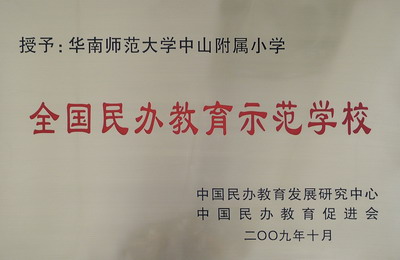 授予：华南师范大学中山附属小学
全国民办教育示范学校
中国民办教育发展研究中心
中国民办教育促进会
二〇〇九年十月